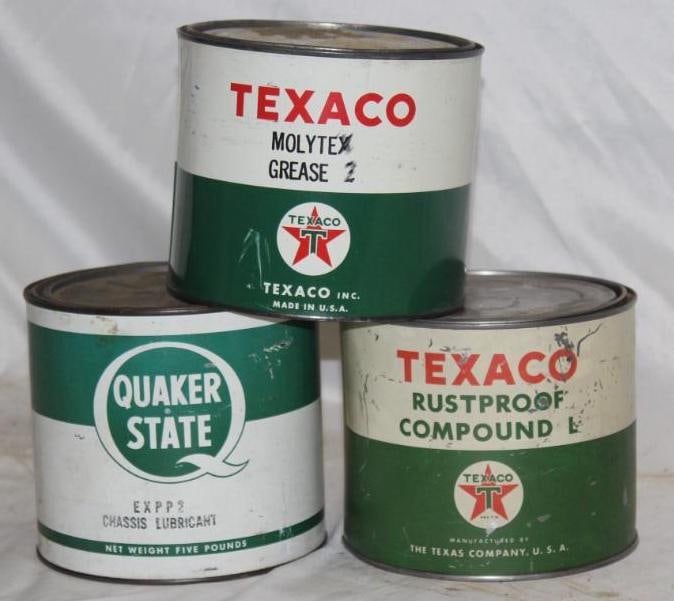 TEXACO
MOLYTEX
GREASE 2
TEXACO
T
TEXACO INC.
MADE IN U.S.A.
QUAKER
STATE
EXPP2
CHASSIS LUBRICANT
NET WEIGHT FIVE POUNDS
TEXACO
RUSTPROOF
COMPOUND L
TEXACO
T
MANUFACTURED BY
THE TEXAS COMPANY, U. S. A.